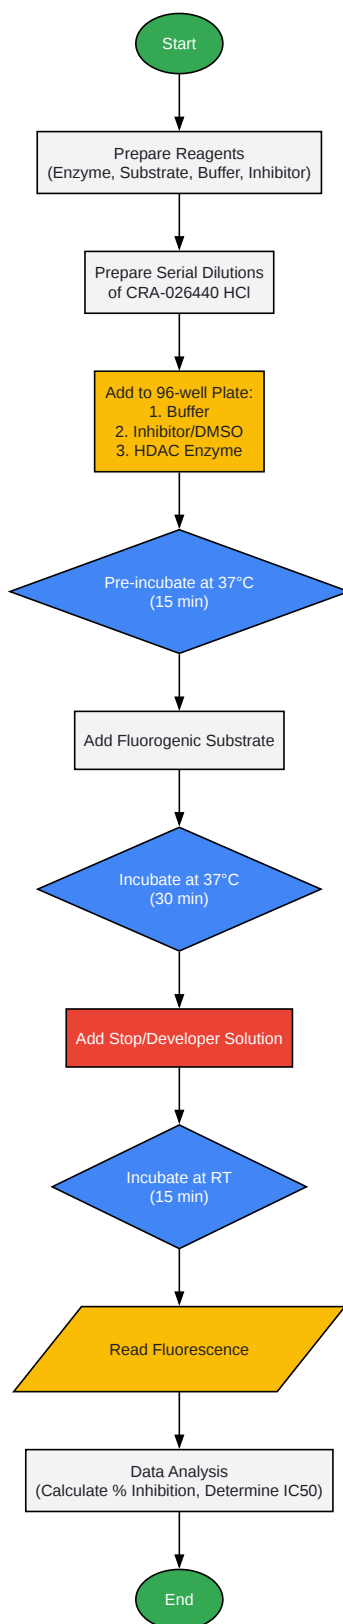 Start
Prepare Reagents
(Enzyme, Substrate, Buffer, Inhibitor)
Prepare Serial Dilutions
of CRA-026440 HCl
Add to 96-well Plate:
1. Buffer
2. Inhibitor/DMSO
3. HDAC Enzyme
Pre-incubate at 37°C
(15 min)
Add Fluorogenic Substrate
Incubate at 37°C
(30 min)
Add Stop/Developer Solution
Incubate at RT
(15 min)
Read Fluorescence
Data Analysis
(Calculate % Inhibition, Determine IC50)
End